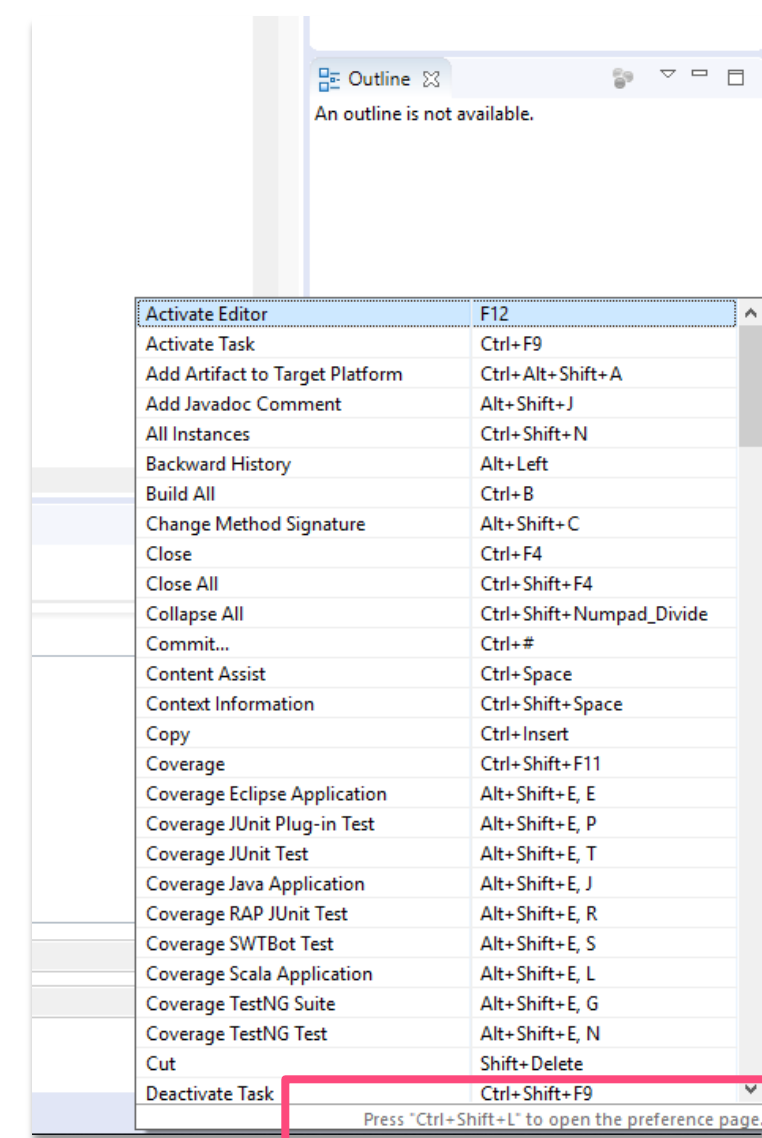 Outline
An outline is not available.
Activate Editor F12
Activate Task Ctrl+F9
Add Artifact to Target Platform Ctrl+Alt+Shift+A
Add Javadoc Comment Alt+Shift+J
All Instances Ctrl+Shift+N
Backward History Alt+Left
Build All Ctrl+B
Change Method Signature Alt+Shift+C
Close Ctrl+F4
Close All Ctrl+Shift+F4
Collapse All Ctrl+Shift+Numpad_Divide
Commit... Ctrl+#
Content Assist Ctrl+Space
Context Information Ctrl+Shift+Space
Copy Ctrl+Insert
Coverage Ctrl+Shift+F11
Coverage Eclipse Application Alt+Shift+E, E
Coverage JUnit Plug-in Test Alt+Shift+E, P
Coverage JUnit Test Alt+Shift+E, T
Coverage Java Application Alt+Shift+E, J
Coverage RAP JUnit Test Alt+Shift+E, R
Coverage SWTBot Test Alt+Shift+E, S
Coverage Scala Application Alt+Shift+E, L
Coverage TestNG Suite Alt+Shift+E, G
Coverage TestNG Test Alt+Shift+E, N
Cut Shift+Delete
Deactivate Task Ctrl+Shift+F9
Press "Ctrl+Shift+L" to open the preference page.